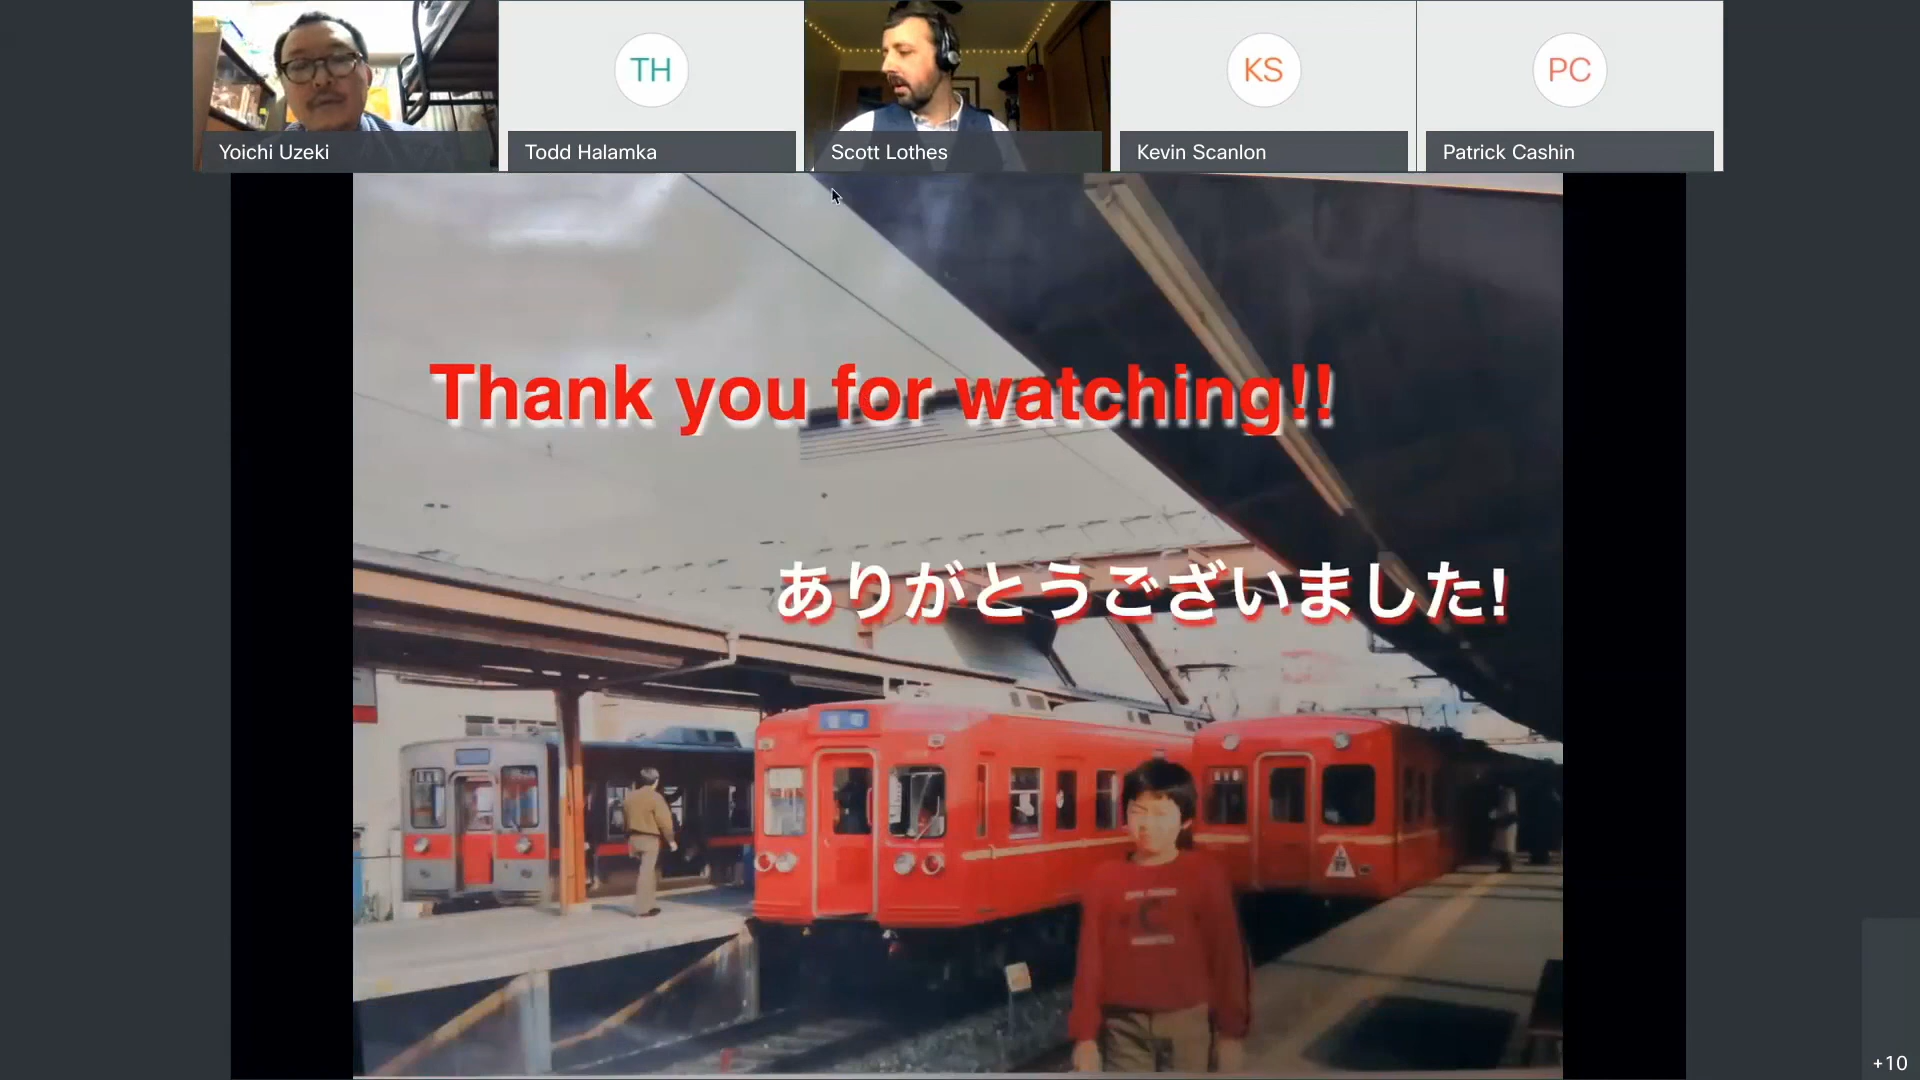 Yoichi Uzeki
TH
Todd Halamka
Scott Lothes
KS
Kevin Scanlon
PC
Patrick Cashin
Thank you for watching!!
ありがとうございました!
+10